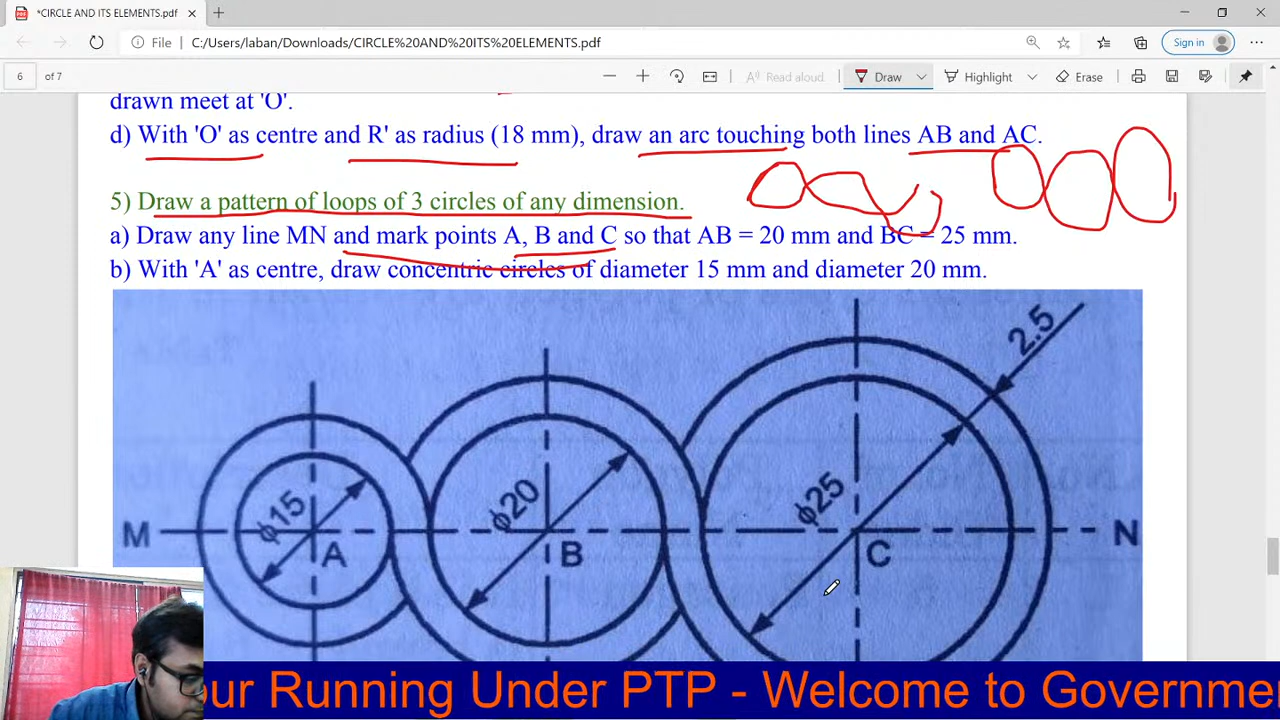 *CIRCLE AND ITS ELEMENTS.pdf
File C:/Users/laban/Downloads/CIRCLE%20AND%20ITS%20ELEMENTS.pdf Sign in
6 of 7 Read aloud Draw Highlight Erase
drawn meet at 'O'.
d) With 'O' as centre and R' as radius (18 mm), draw an arc touching both lines AB and AC.
5) Draw a pattern of loops of 3 circles of any dimension.
a) Draw any line MN and mark points A, B and C so that AB = 20 mm and BC = 25 mm.
b) With 'A' as centre, draw concentric circles of diameter 15 mm and diameter 20 mm.
2.5
ϕ15 ϕ20 ϕ25
M A B C N
our Running Under PTP - Welcome to Governme